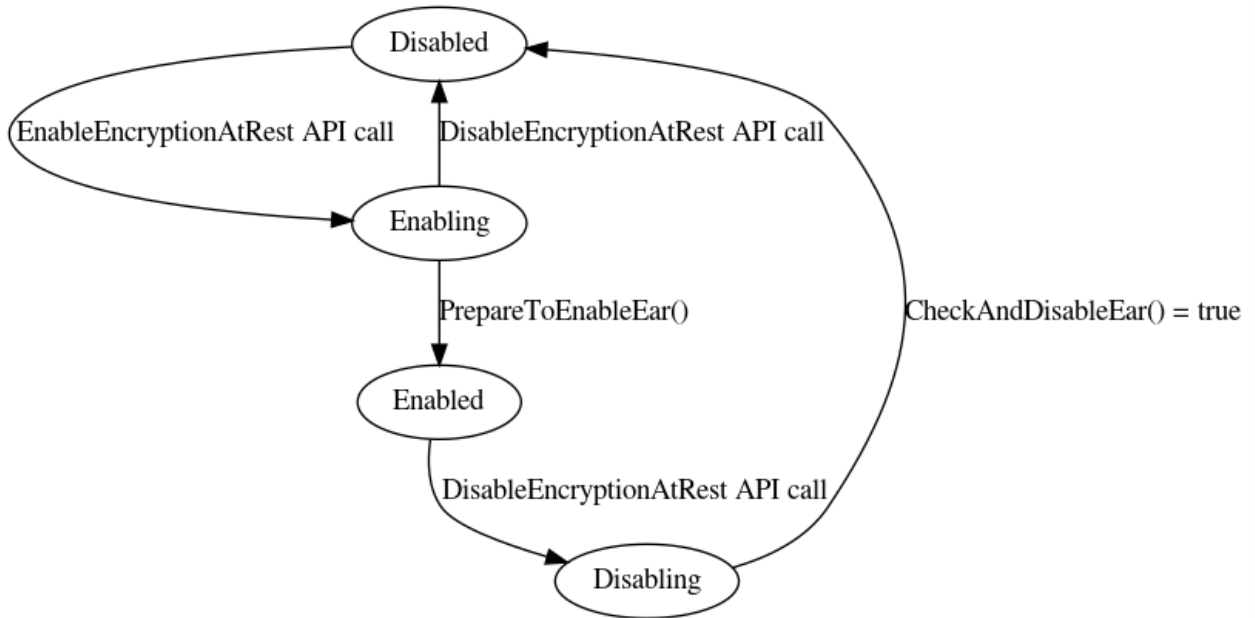 Disabled
EnableEncryptionAtRest API call
DisableEncryptionAtRest API call
Enabling
PrepareToEnableEar()
CheckAndDisableEar() = true
Enabled
DisableEncryptionAtRest API call
Disabling